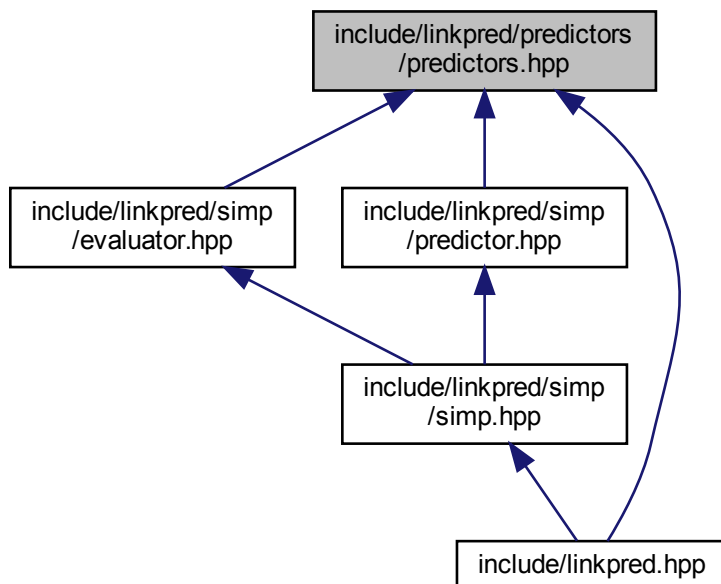 include/linkpred/predictors
/predictors.hpp
include/linkpred/simp
/evaluator.hpp
include/linkpred/simp
/predictor.hpp
include/linkpred/simp
/simp.hpp
include/linkpred.hpp